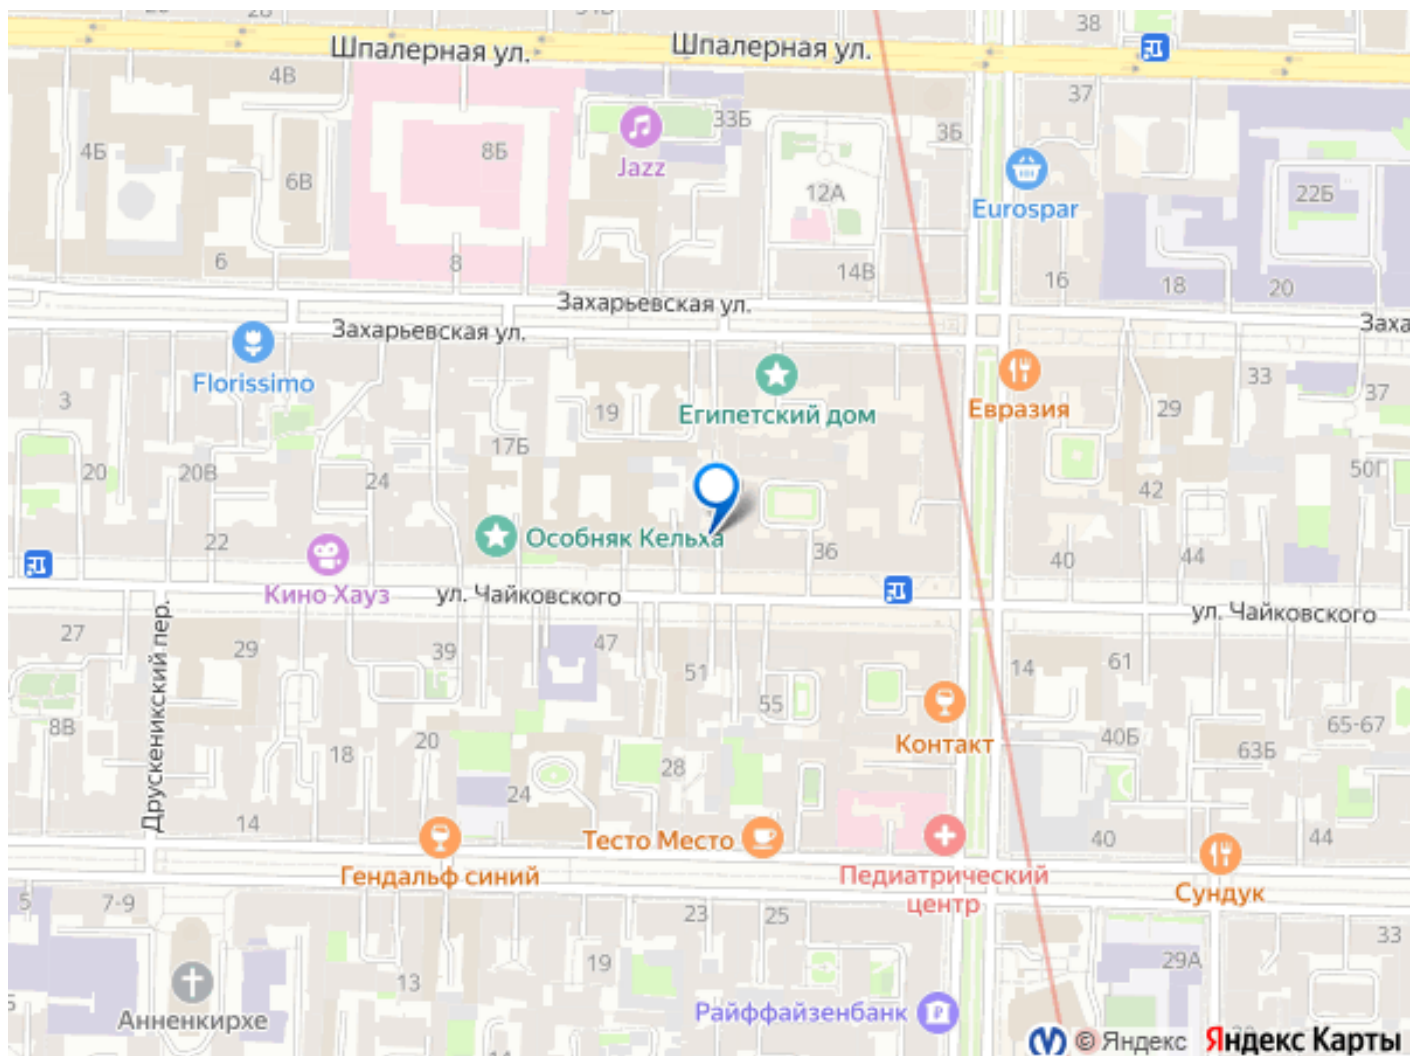 38
Шпалерная ул.
Шпалерная ул.
4В
37
33Б
3Б
4Б
8Б
Jazz
6В
12А
Eurospar
22Б
6
8
14В
16
18
20
Захарьевская ул.
Захарьевская ул.
Заха
Florissimo
Египетский дом
Евразия
33
37
3
19
29
17Б
20
20В
24
50Г
42
Особняк Кельха
36
22
40
44
Кино Хауз
ул. Чайковского
ул. Чайковского
27
29
39
47
51
14
61
Друскеникский пер.
55
8В
18
20
28
Контакт
40Б
63Б
65-67
24
14
Тесто Место
40
44
Гендальф синий
Педиатрический
центр
Сундук
5
7-9
23
25
33
13
19
29А
Анненкирхе
Райффайзенбанк
© Яндекс
Яндекс Карты